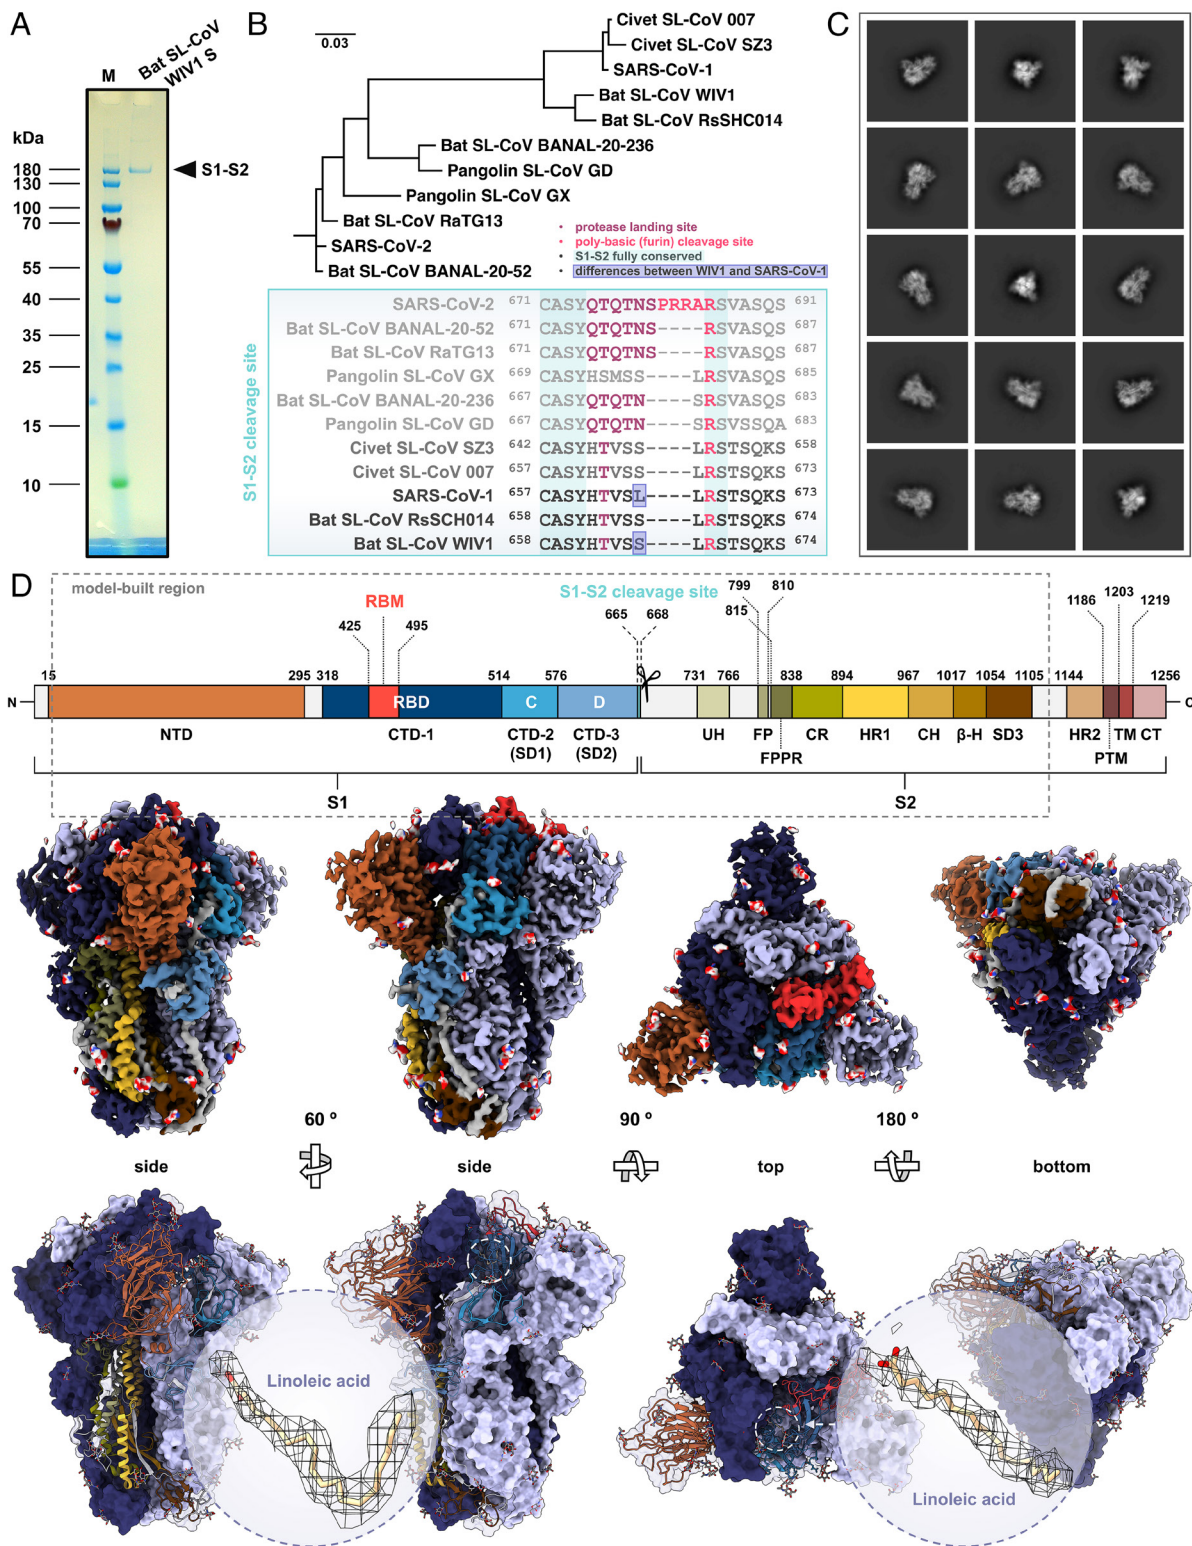 A
M
Bat SL-CoV
WIV1 S
kDa
180
130
100
70
55
40
35
25
15
10
S1-S2
B
0.03
Civet SL-CoV 007
Civet SL-CoV SZ3
SARS-CoV-1
Bat SL-CoV WIV1
Bat SL-CoV RsSHC014
Bat SL-CoV BANAL-20-236
Pangolin SL-CoV GD
Pangolin SL-CoV GX
Bat SL-CoV RaTG13
SARS-CoV-2
Bat SL-CoV BANAL-20-52
• protease landing site
• poly-basic (furin) cleavage site
• S1-S2 fully conserved
• differences between WIV1 and SARS-CoV-1
S1-S2 cleavage site
SARS-CoV-2 671 CASYQTQTNSPRRARSVASQS 691
Bat SL-CoV BANAL-20-52 671 CASYQTQTNS----RSVASQS 687
Bat SL-CoV RaTG13 671 CASYQTQTNS----RSVASQS 687
Pangolin SL-CoV GX 669 CASYHSMSS----LRSVASQS 685
Bat SL-CoV BANAL-20-236 667 CASYQTQTN----SRSVASQS 683
Pangolin SL-CoV GD 667 CASYQTQTN----SRSVSSQA 683
Civet SL-CoV SZ3 642 CASYHTVSS----LRSTSQKS 658
Civet SL-CoV 007 657 CASYHTVSS----LRSTSQKS 673
SARS-CoV-1 657 CASYHTVSL----LRSTSQKS 673
Bat SL-CoV RsSCH014 658 CASYHTVSS----LRSTSQKS 674
Bat SL-CoV WIV1 658 CASYHTVSS----LRSTSQKS 674
C
D
model-built region
RBM
S1-S2 cleavage site
799 810
1203
425 495 665 668 815 1186 1219
15 295 318 514 576 731 766 838 894 967 1017 1054 1105 1144 1256
N RBD C D C
NTD CTD-1 CTD-2 CTD-3 UH FP CR HR1 CH β-H SD3 HR2 TM CT
(SD1) (SD2) FPPR PTM
S1 S2
60 º 90 º 180 º
side side top bottom
Linoleic acid
Linoleic acid